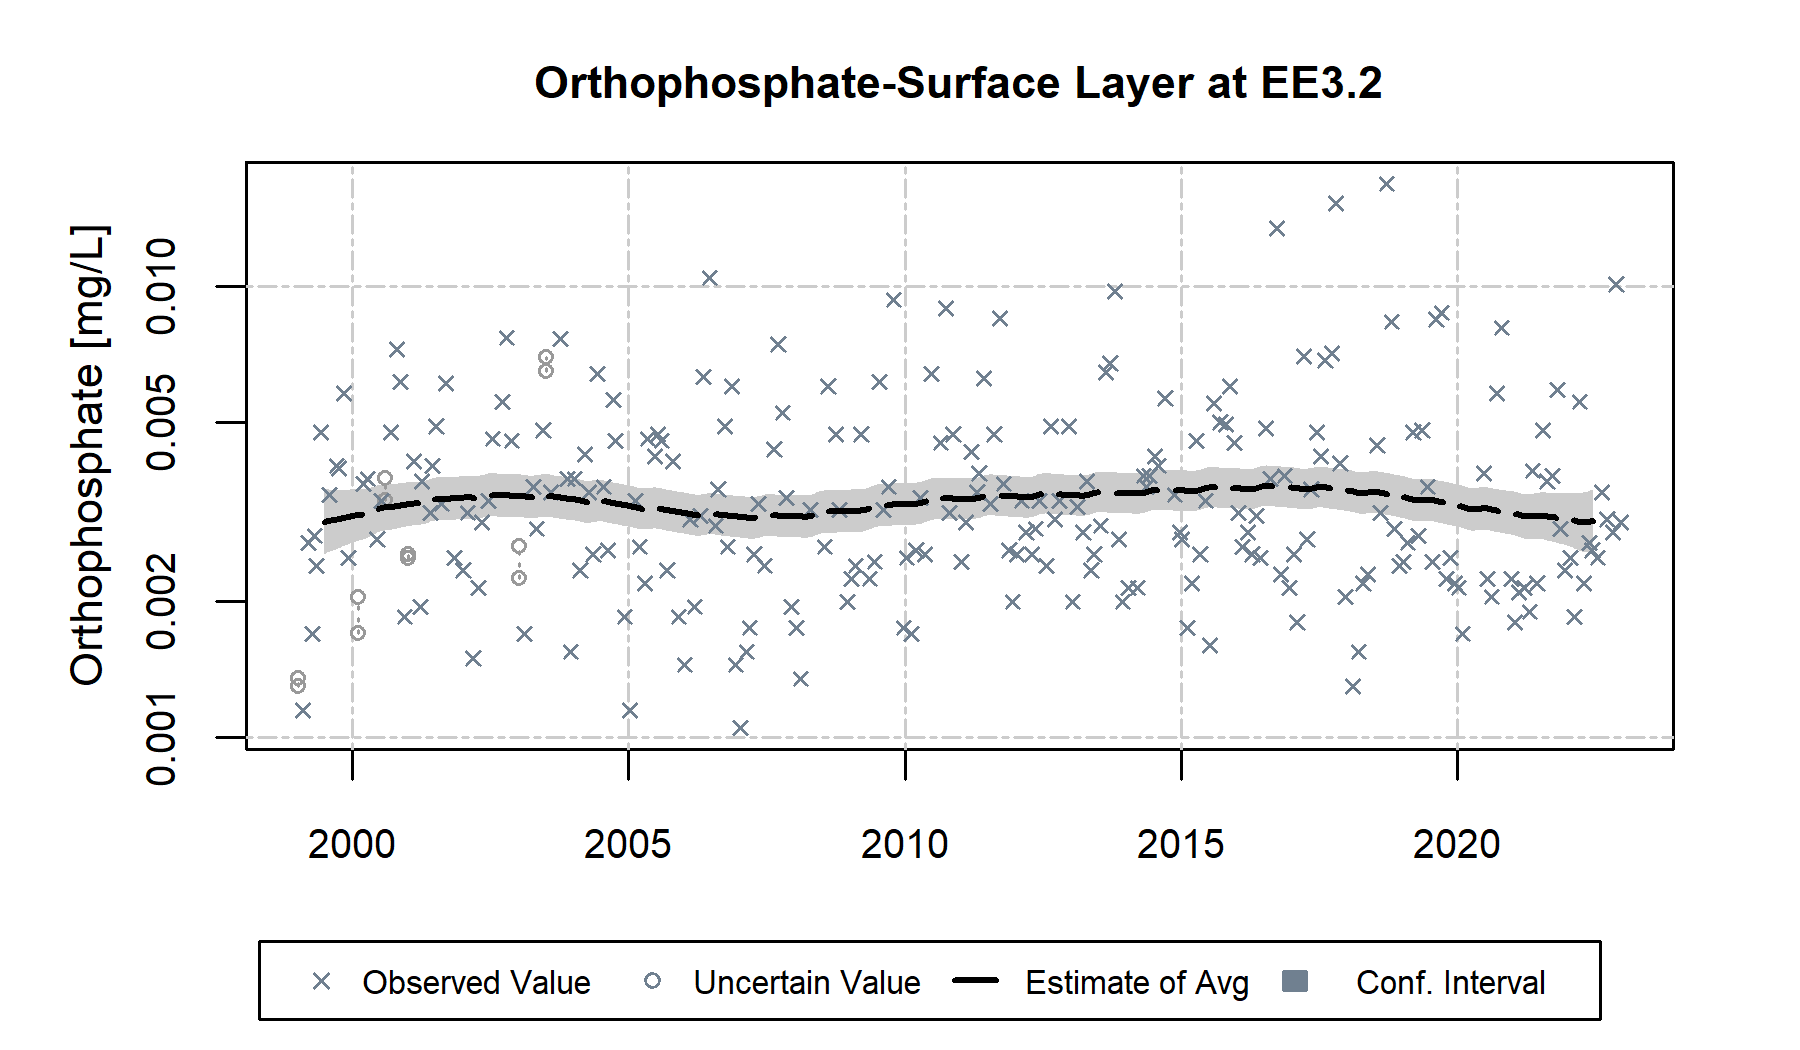 Orthophosphate-Surface Layer at EE3.2
Orthophosphate [mg/L]
0.010
0.005
0.002
0.001
2000 2005 2010 2015 2020
Observed Value Uncertain Value Estimate of Avg Conf. Interval